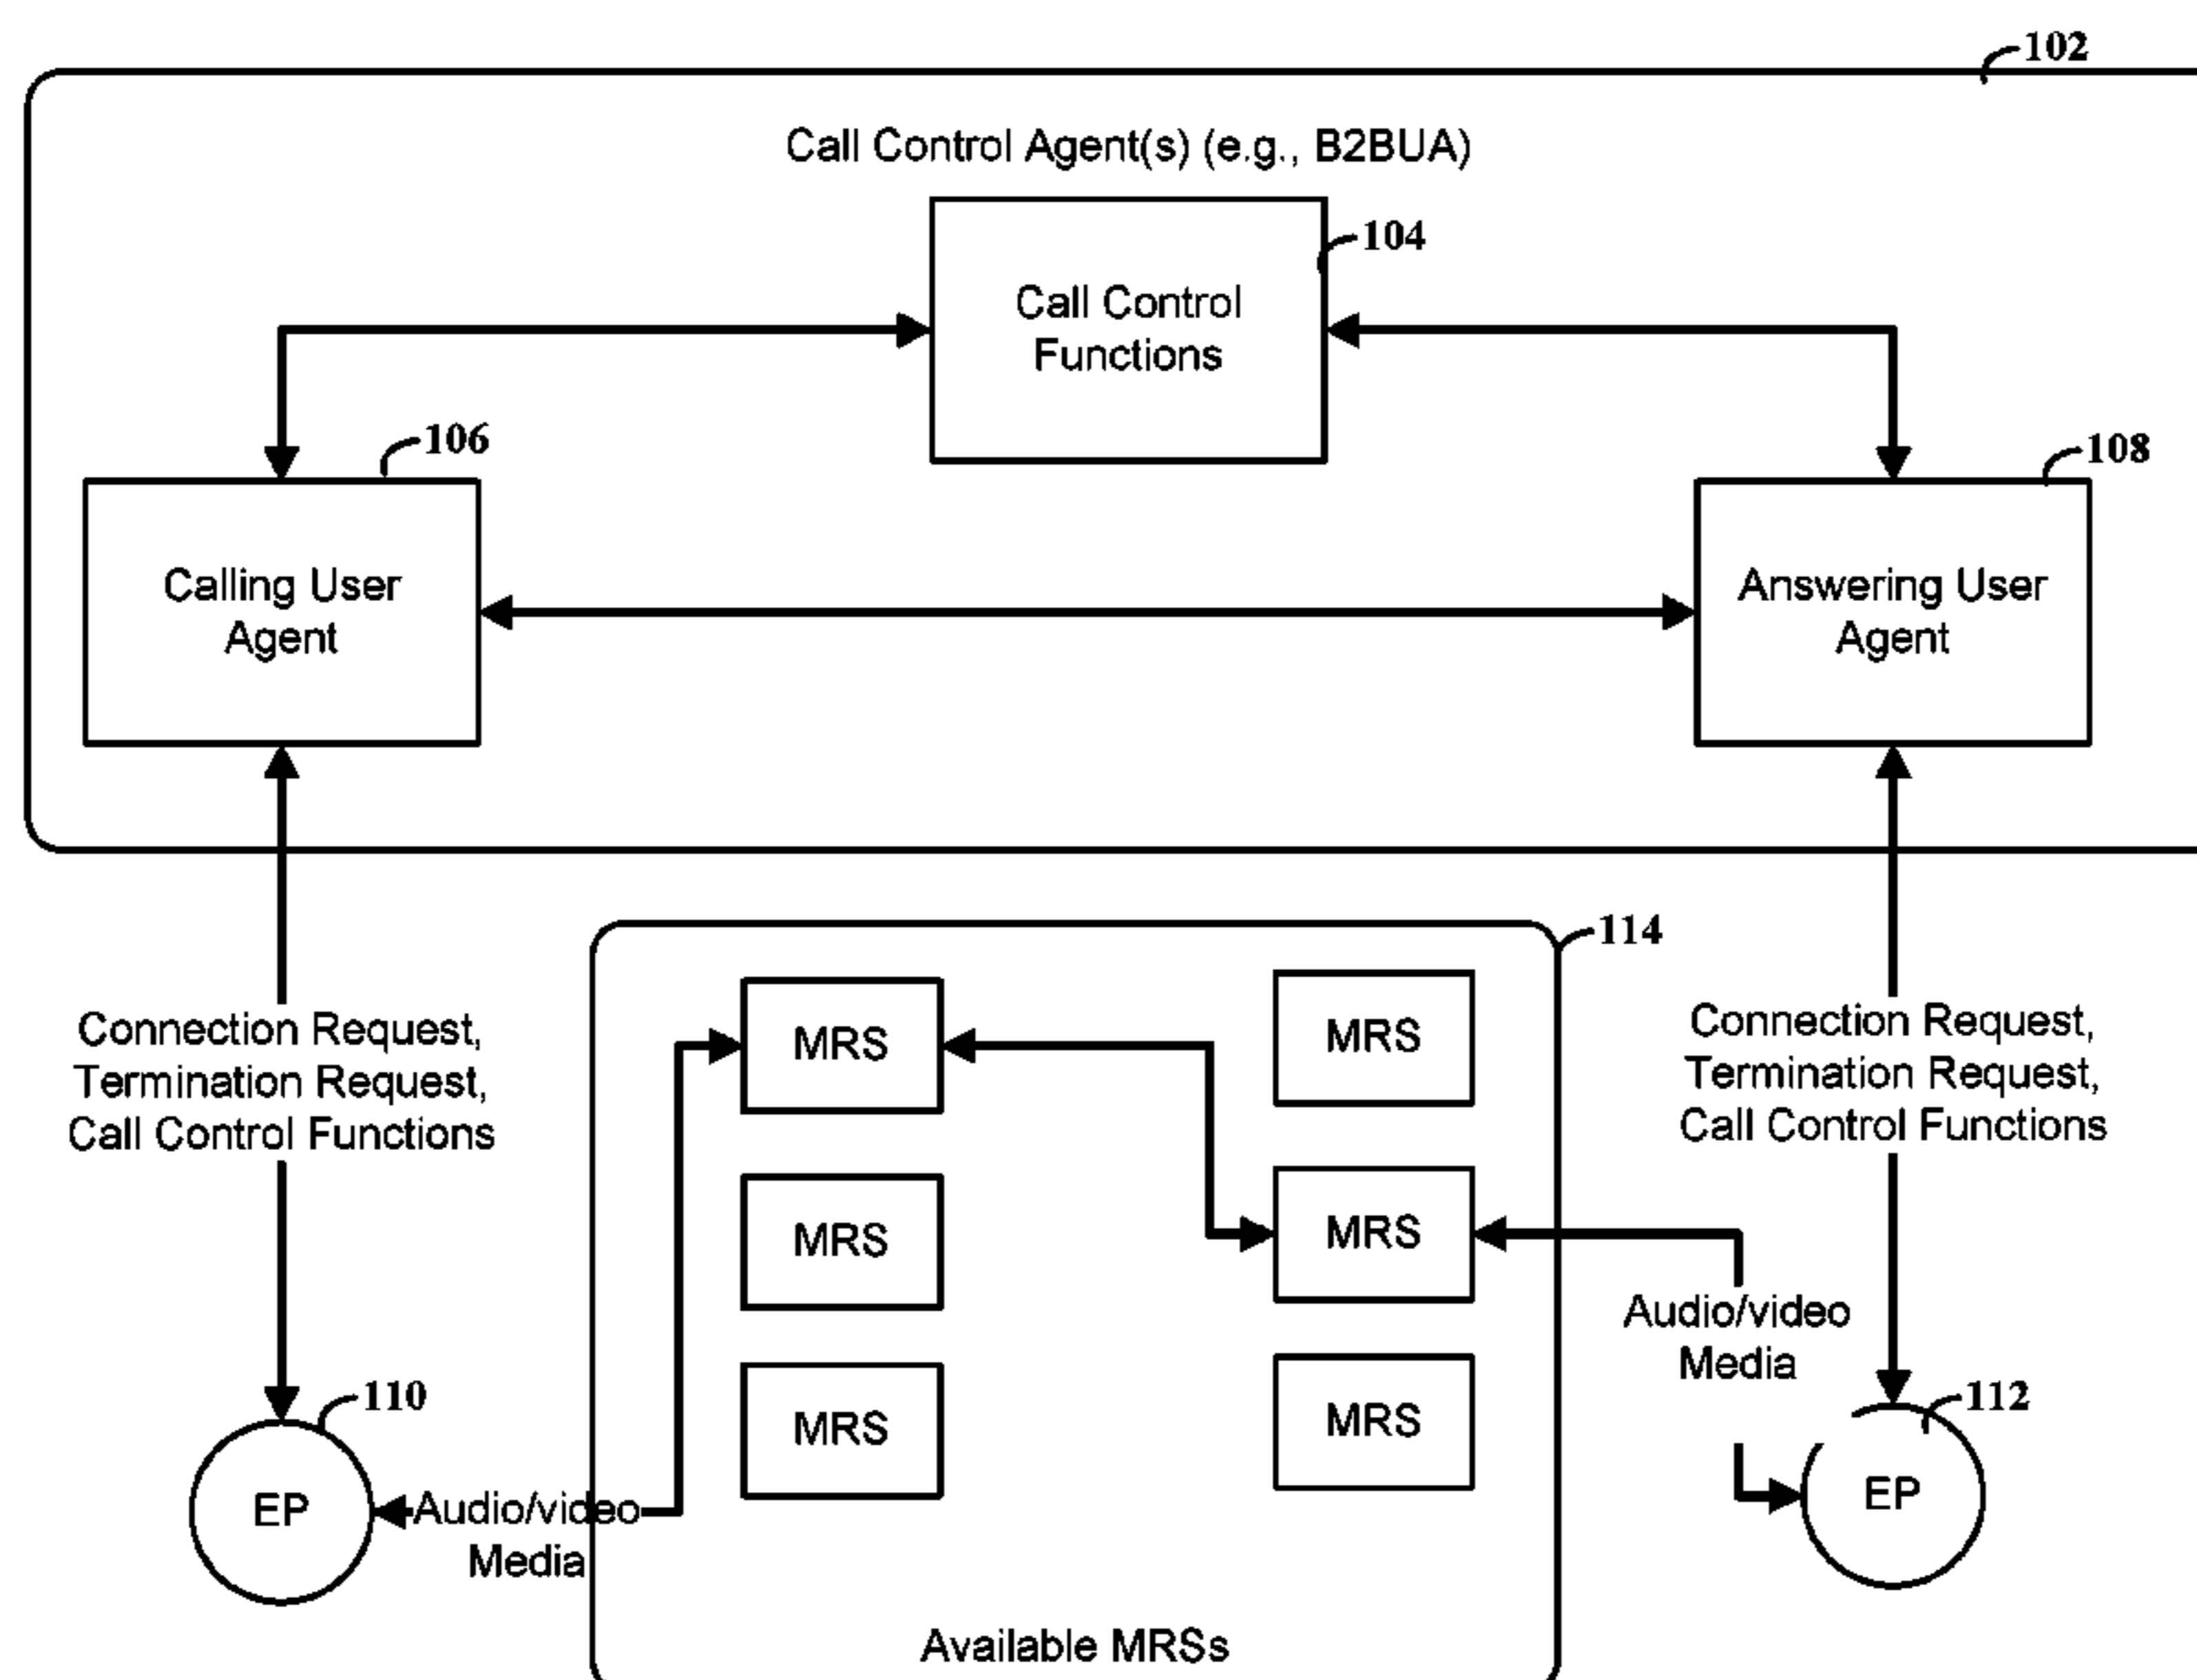 102
Call Control Agent(s) (e.g., B2BUA)
104
Call Control
Functions
106
108
Calling User
Agent
Answering User
Agent
114
Connection Request,
Termination Request,
Call Control Functions
MRS
MRS
Connection Request,
Termination Request,
Call Control Functions
MRS
MRS
Audio/video
Media
MRS
MRS
110
EP
Audio/video
Media
112
EP
Available MRSs